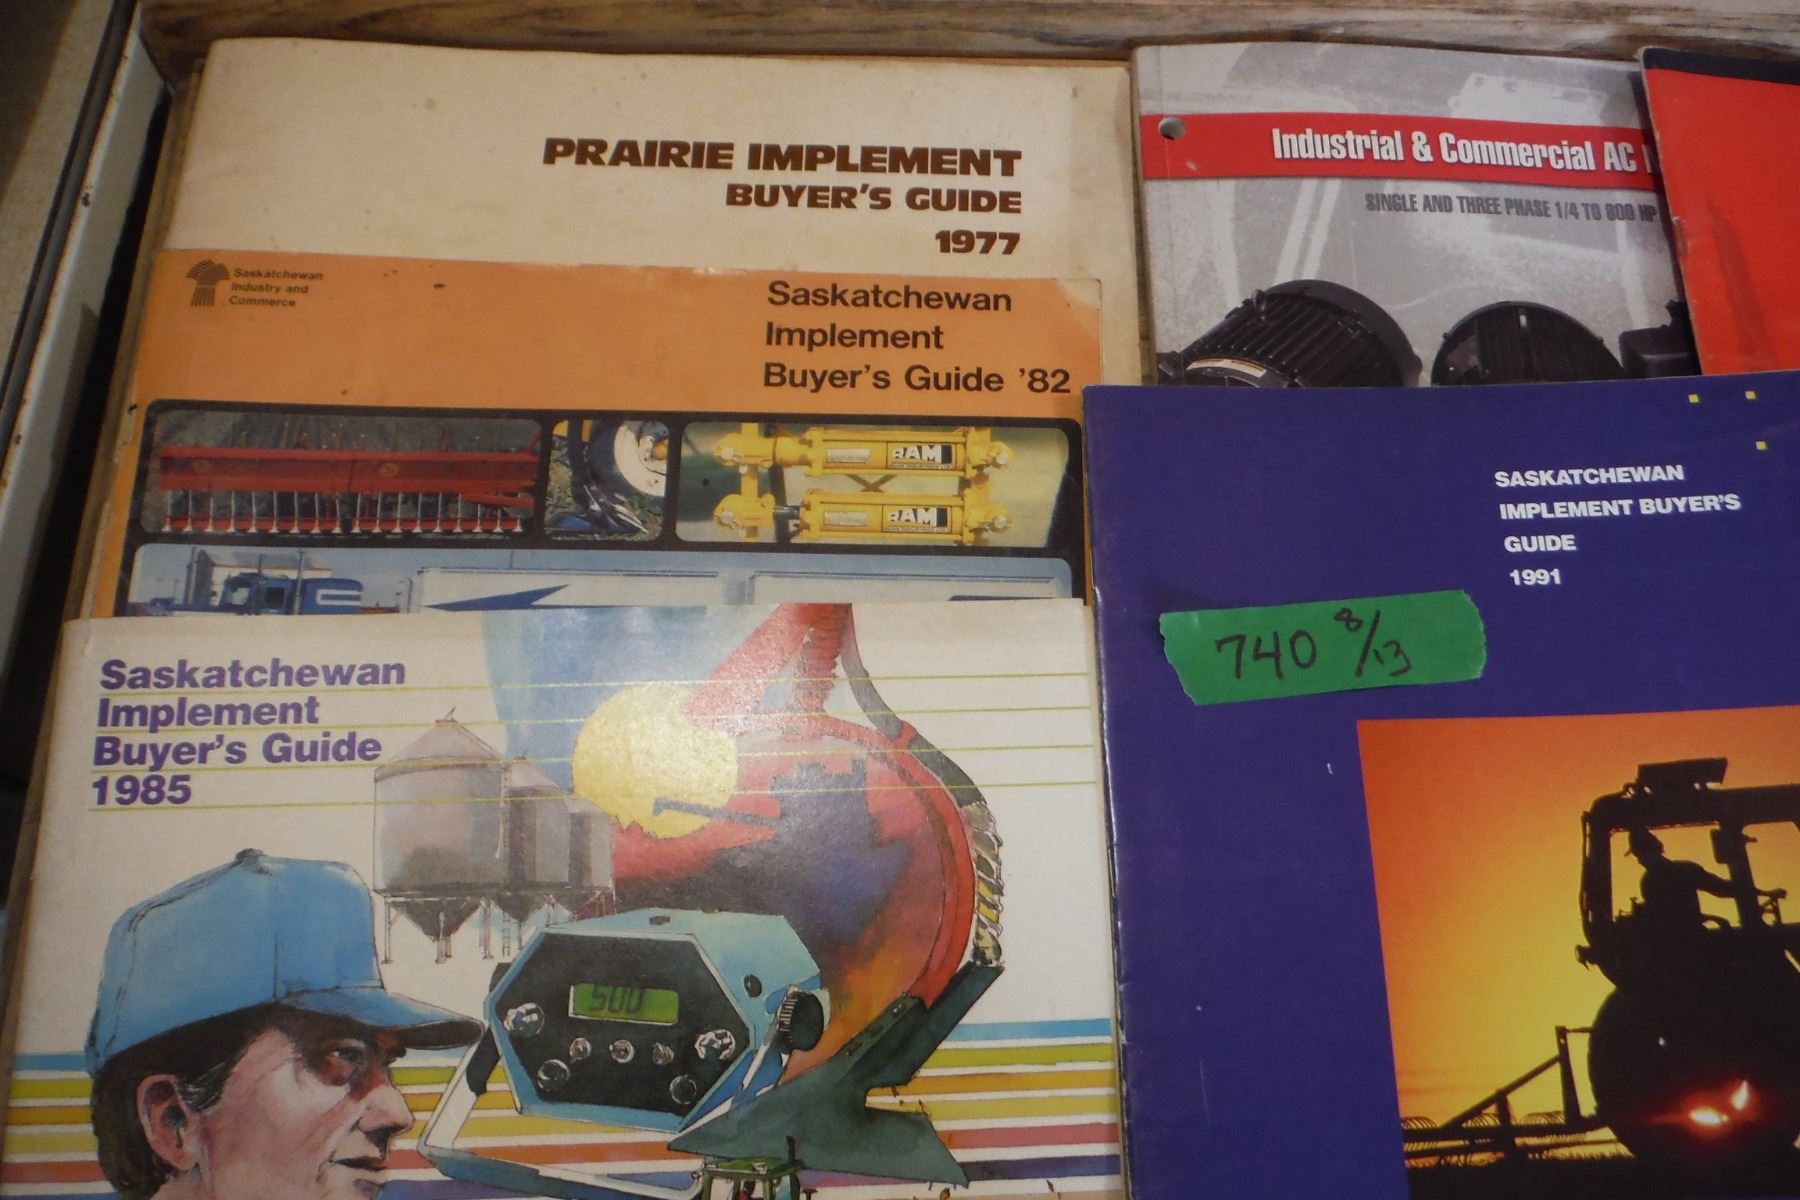 PRAIRIE IMPLEMENT
BUYER'S GUIDE
1977
Saskatchewan
Industry and
Commerce
Saskatchewan
Implement
Buyer's Guide '82
RAM
RAM
Saskatchewan
Implement
Buyer's Guide
1985
500
Industrial & Commercial AC
SINGLE AND THREE PHASE 1/4 TO 800 HP
SASKATCHEWAN
IMPLEMENT BUYER'S
GUIDE
1991
740 8/13